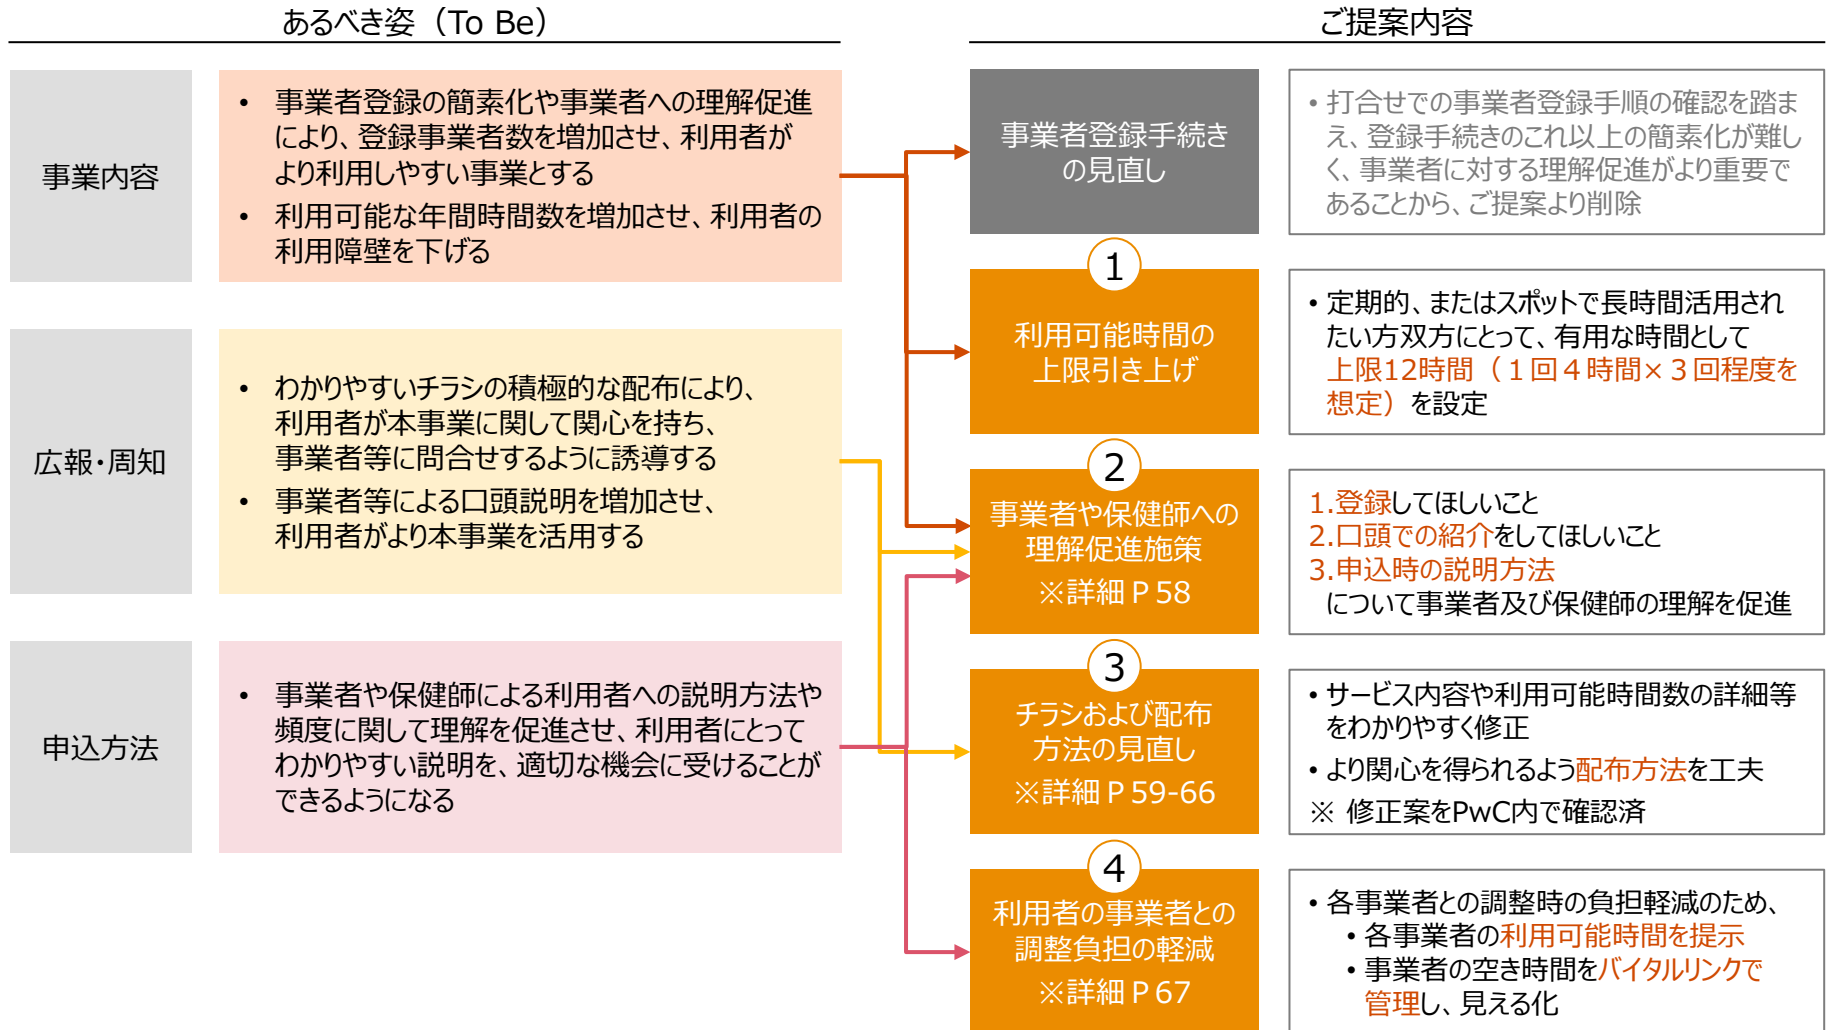 あるべき姿（To Be）
ご提案内容
事業内容
• 事業者登録の簡素化や事業者への理解促進
により、登録事業者数を増加させ、利用者が
より利用しやすい事業とする
• 利用可能な年間時間数を増加させ、利用者の
利用障壁を下げる
広報・周知
• わかりやすいチラシの積極的な配布により、
利用者が本事業に関して関心を持ち、
事業者等に問合せするように誘導する
• 事業者等による口頭説明を増加させ、
利用者がより本事業を活用する
申込方法
• 事業者や保健師による利用者への説明方法や
頻度に関して理解を促進させ、利用者にとって
わかりやすい説明を、適切な機会に受けることが
できるようになる
事業者登録手続き
の見直し
• 打合せでの事業者登録手順の確認を踏ま
え、登録手続きのこれ以上の簡素化が難し
く、事業者に対する理解促進がより重要で
あることから、ご提案より削除
1
利用可能時間の
上限引き上げ
• 定期的、またはスポットで長時間活用され
たい方双方にとって、有用な時間として
上限12時間（１回４時間×３回程度を
想定）を設定
2
事業者や保健師への
理解促進施策
※詳細Ｐ58
1.登録してほしいこと
2.口頭での紹介をしてほしいこと
3.申込時の説明方法
について事業者及び保健師の理解を促進
3
チラシおよび配布
方法の見直し
※詳細Ｐ59-66
• サービス内容や利用可能時間数の詳細等
をわかりやすく修正
• より関心を得られるよう配布方法を工夫
※ 修正案をPwC内で確認済
4
利用者の事業者との
調整負担の軽減
※詳細Ｐ67
• 各事業者との調整時の負担軽減のため、
• 各事業者の利用可能時間を提示
• 事業者の空き時間をバイタルリンクで
管理し、見える化